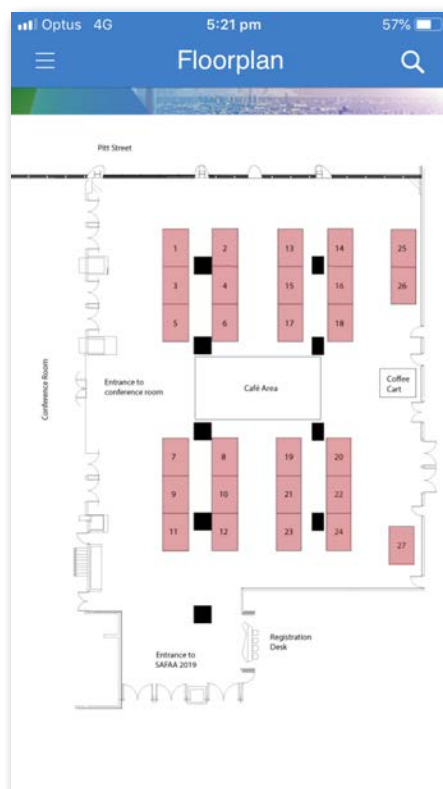 Optus 4G 5:21 pm 57%
Floorplan
Pitt Street
1 2 13 14 25
3 4 15 16 26
5 6 17 18
Conference Room
Entrance to
conference room
Café Area
Coffee
Cart
7 8 19 20
9 10 21 22
11 12 23 24
27
Registration
Desk
Entrance to
SAFAA 2019